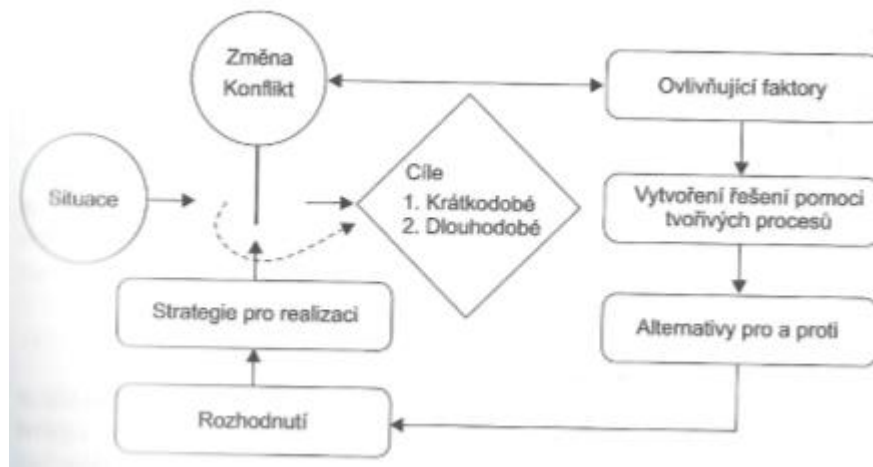 Změna
Konflikt
Ovlivňující faktory
Situace
Cíle
1. Krátkodobé
2. Dlouhodobé
Vytvoření řešení pomoci
tvořivých procesů
Strategie pro realizaci
Alternativy pro a proti
Rozhodnutí